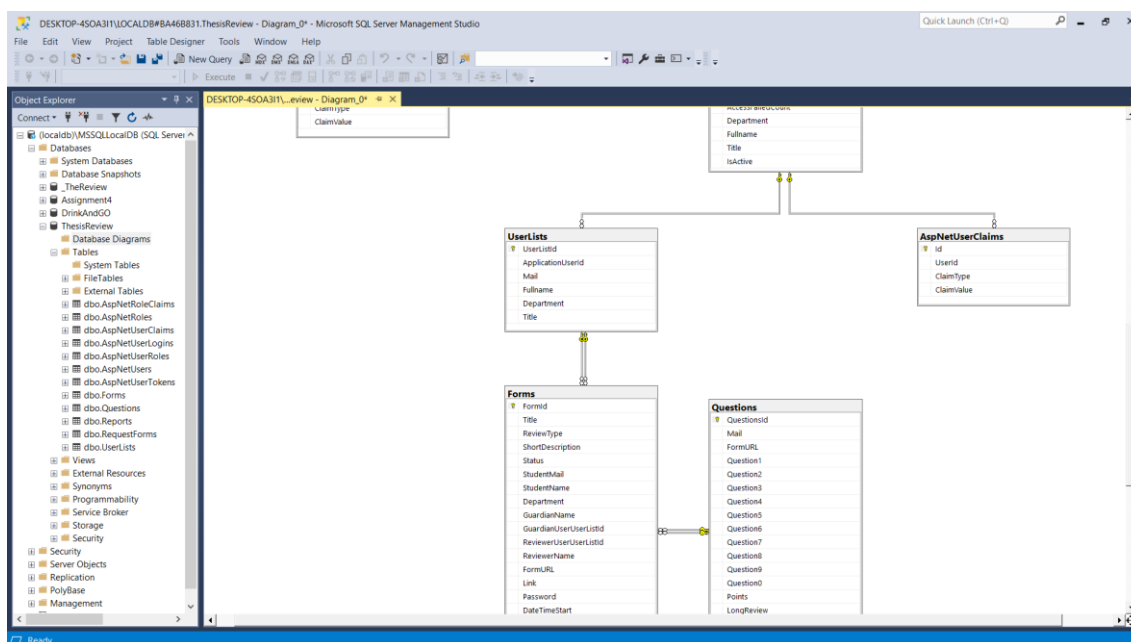 DESKTOP-4SOA3I1\LOCALDB#BA46B831.ThesisReview - Diagram_0* - Microsoft SQL Server Management Studio
Quick Launch (Ctrl+Q)
File Edit View Project Table Designer Tools Window Help
New Query
Execute
Object Explorer
DESKTOP-4SOA3I1\...eview - Diagram_0*
Connect
(localdb)\MSSQLLocalDB (SQL Server
Databases
System Databases
Database Snapshots
_TheReview
Assignment4
DrinkAndGO
ThesisReview
Database Diagrams
Tables
System Tables
FileTables
External Tables
dbo.AspNetRoleClaims
dbo.AspNetRoles
dbo.AspNetUserClaims
dbo.AspNetUserLogins
dbo.AspNetUserRoles
dbo.AspNetUsers
dbo.AspNetUserTokens
dbo.Forms
dbo.Questions
dbo.Reports
dbo.RequestForms
dbo.UserLists
Views
External Resources
Synonyms
Programmability
Service Broker
Storage
Security
Security
Server Objects
Replication
PolyBase
Management
ClaimType
ClaimValue
AccessFailedCount
Department
Fullname
Title
IsActive
UserLists
UserListId
ApplicationUserId
Mail
Fullname
Department
Title
AspNetUserClaims
Id
UserId
ClaimType
ClaimValue
Forms
FormId
Title
ReviewType
ShortDescription
Status
StudentMail
StudentName
Department
GuardianName
GuardianUserUserListId
ReviewerUserUserListId
ReviewerName
FormURL
Link
Password
DateTimeStart
Questions
QuestionsId
Mail
FormURL
Question1
Question2
Question3
Question4
Question5
Question6
Question7
Question8
Question9
Question0
Points
LongReview
Ready